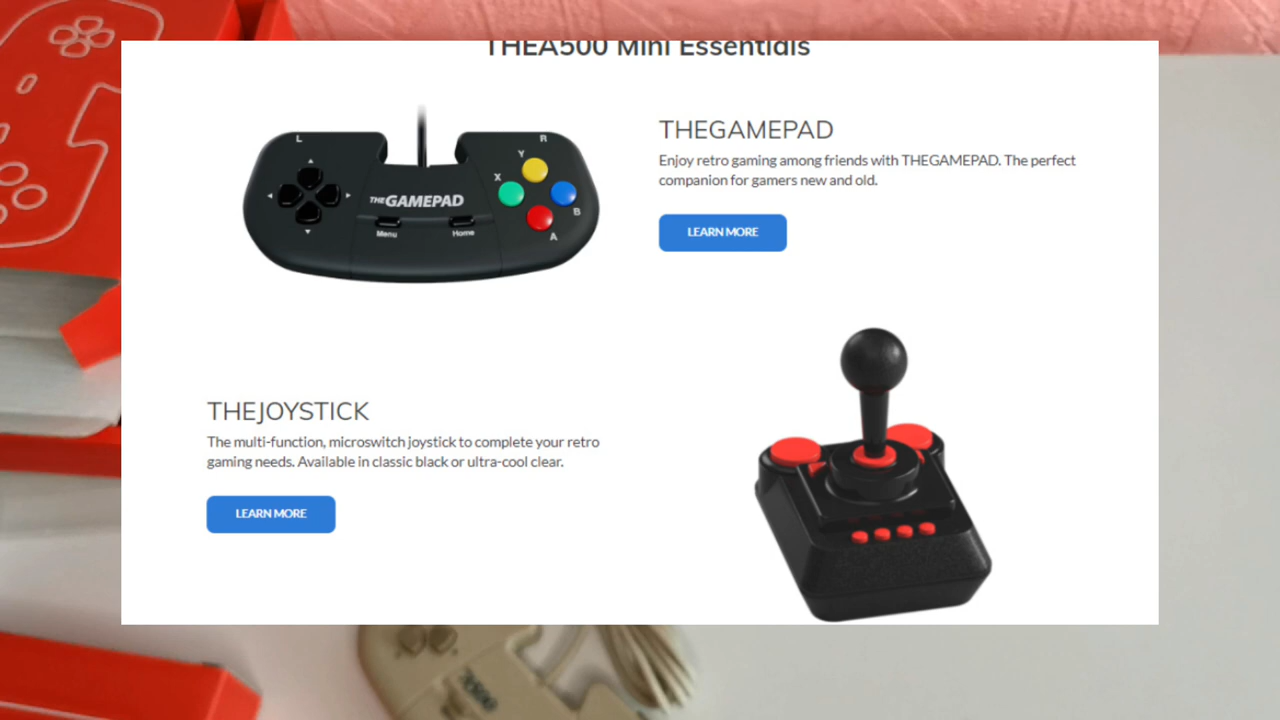 THEA500 Mini Essentials
L
R
Y
X
B
A
THEGAMEPAD
Menu
Home
THEGAMEPAD
Enjoy retro gaming among friends with THEGAMEPAD. The perfect
companion for gamers new and old.
LEARN MORE
THEJOYSTICK
The multi-function, microswitch joystick to complete your retro
gaming needs. Available in classic black or ultra-cool clear.
LEARN MORE